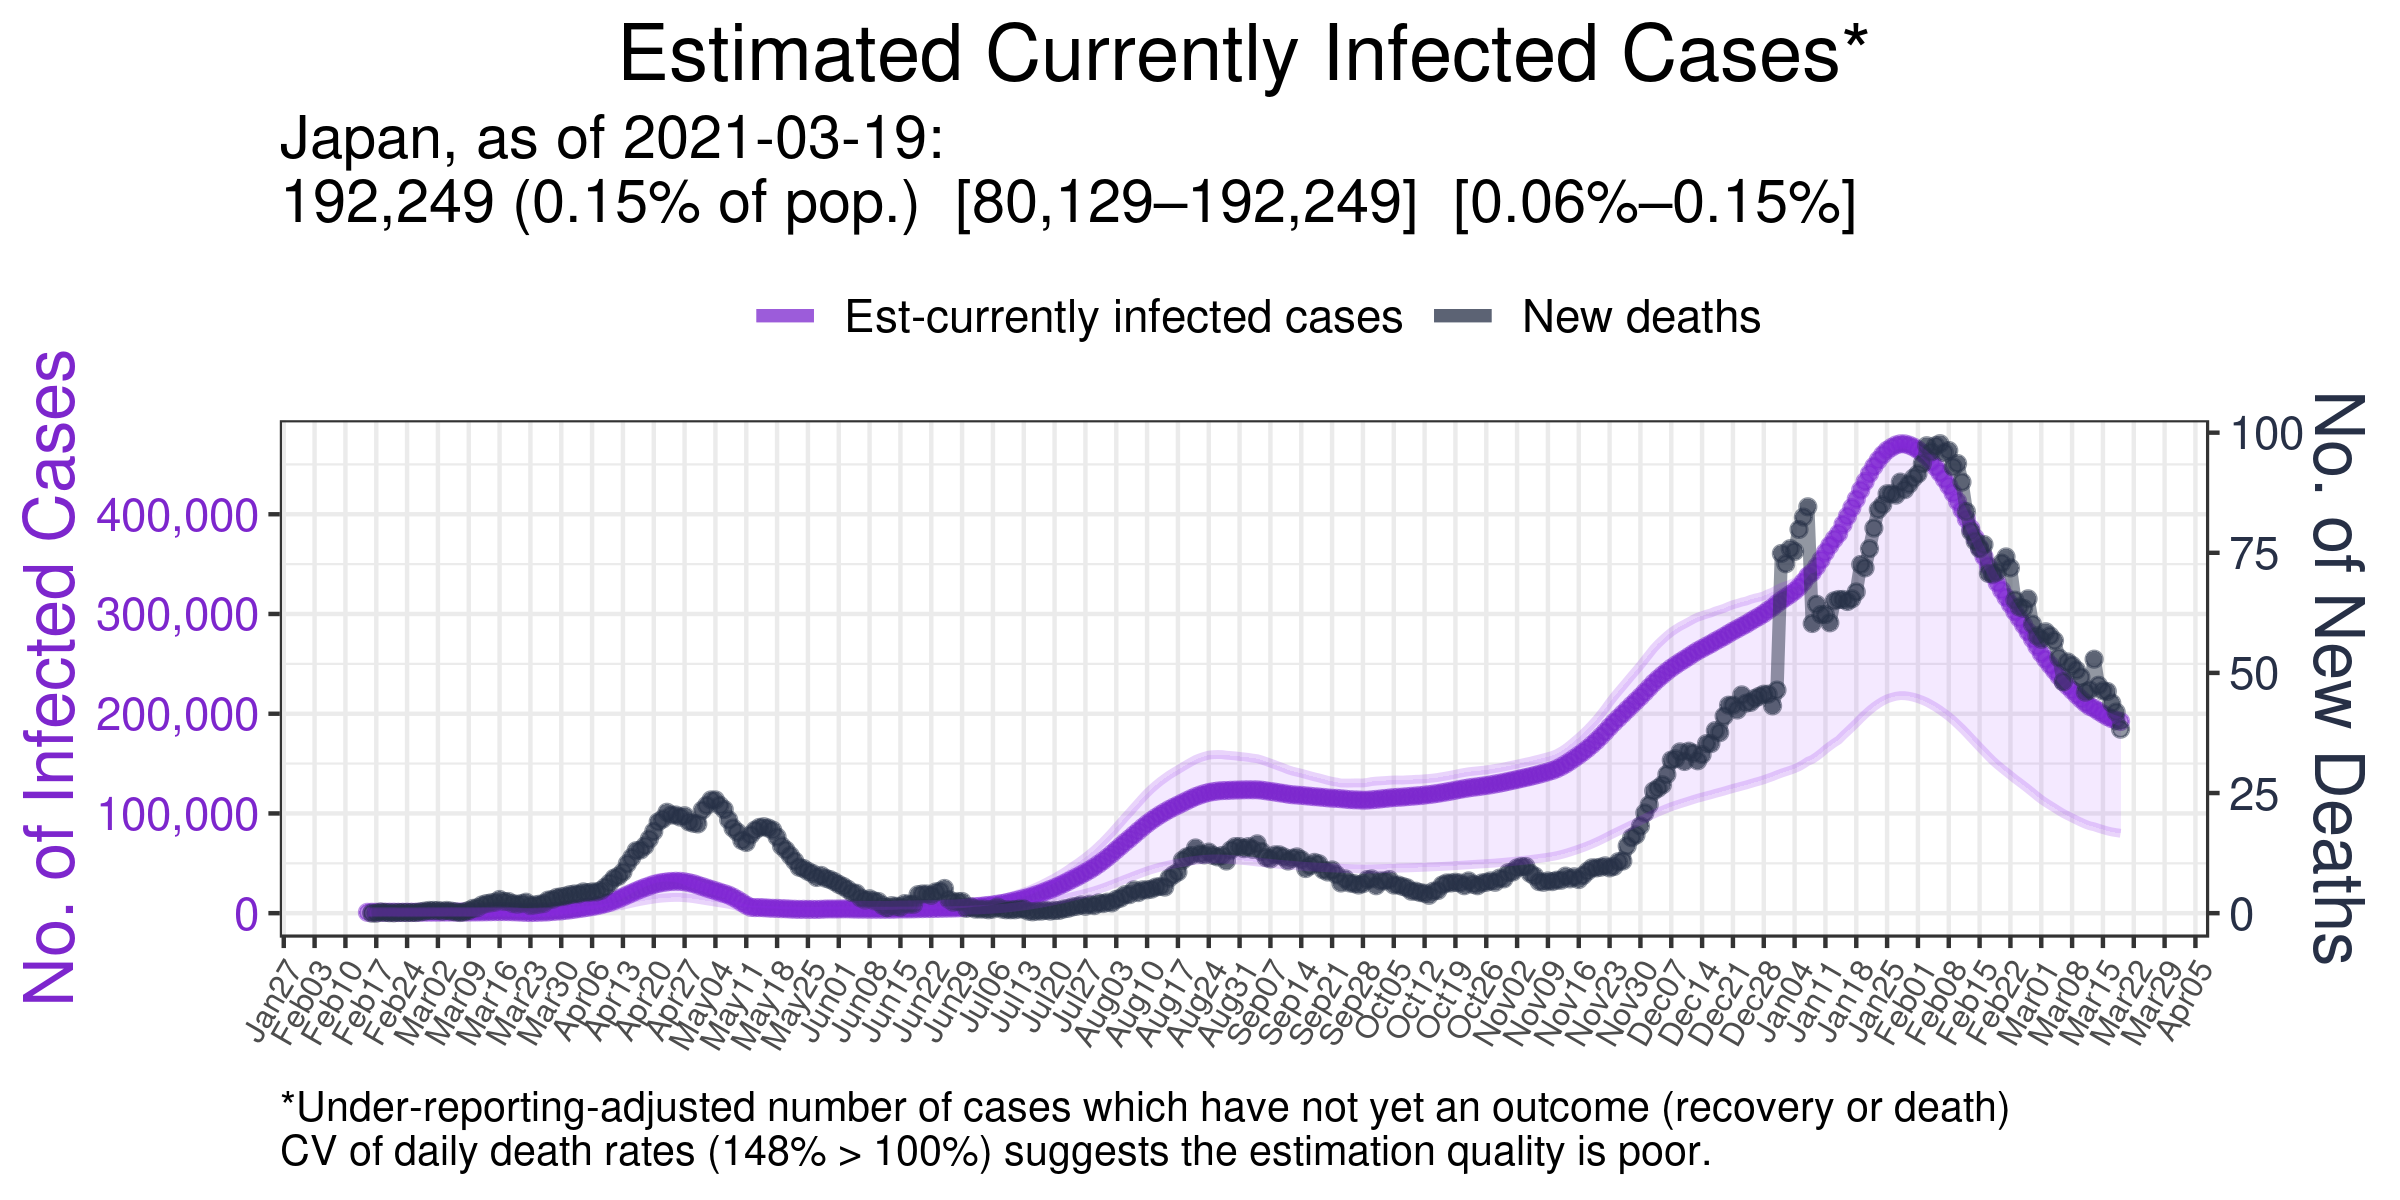 Estimated Currently Infected Cases*
Japan, as of 2021-03-19:
192,249 (0.15% of pop.)  [80,129–192,249]  [0.06%–0.15%]
Est-currently infected cases
New deaths
No. of Infected Cases
400,000
300,000
200,000
100,000
0
100
75
50
25
0
No. of New Deaths
Jan27
Feb03
Feb10
Feb17
Feb24
Mar02
Mar09
Mar16
Mar23
Mar30
Apr06
Apr13
Apr20
Apr27
May04
May11
May18
May25
Jun01
Jun08
Jun15
Jun22
Jun29
Jul06
Jul13
Jul20
Jul27
Aug03
Aug10
Aug17
Aug24
Aug31
Sep07
Sep14
Sep21
Sep28
Oct05
Oct12
Oct19
Oct26
Nov02
Nov09
Nov16
Nov23
Nov30
Dec07
Dec14
Dec21
Dec28
Jan04
Jan11
Jan18
Jan25
Feb01
Feb08
Feb15
Feb22
Mar01
Mar08
Mar15
Mar22
Mar29
Apr05
*Under-reporting-adjusted number of cases which have not yet an outcome (recovery or death)
CV of daily death rates (148% > 100%) suggests the estimation quality is poor.